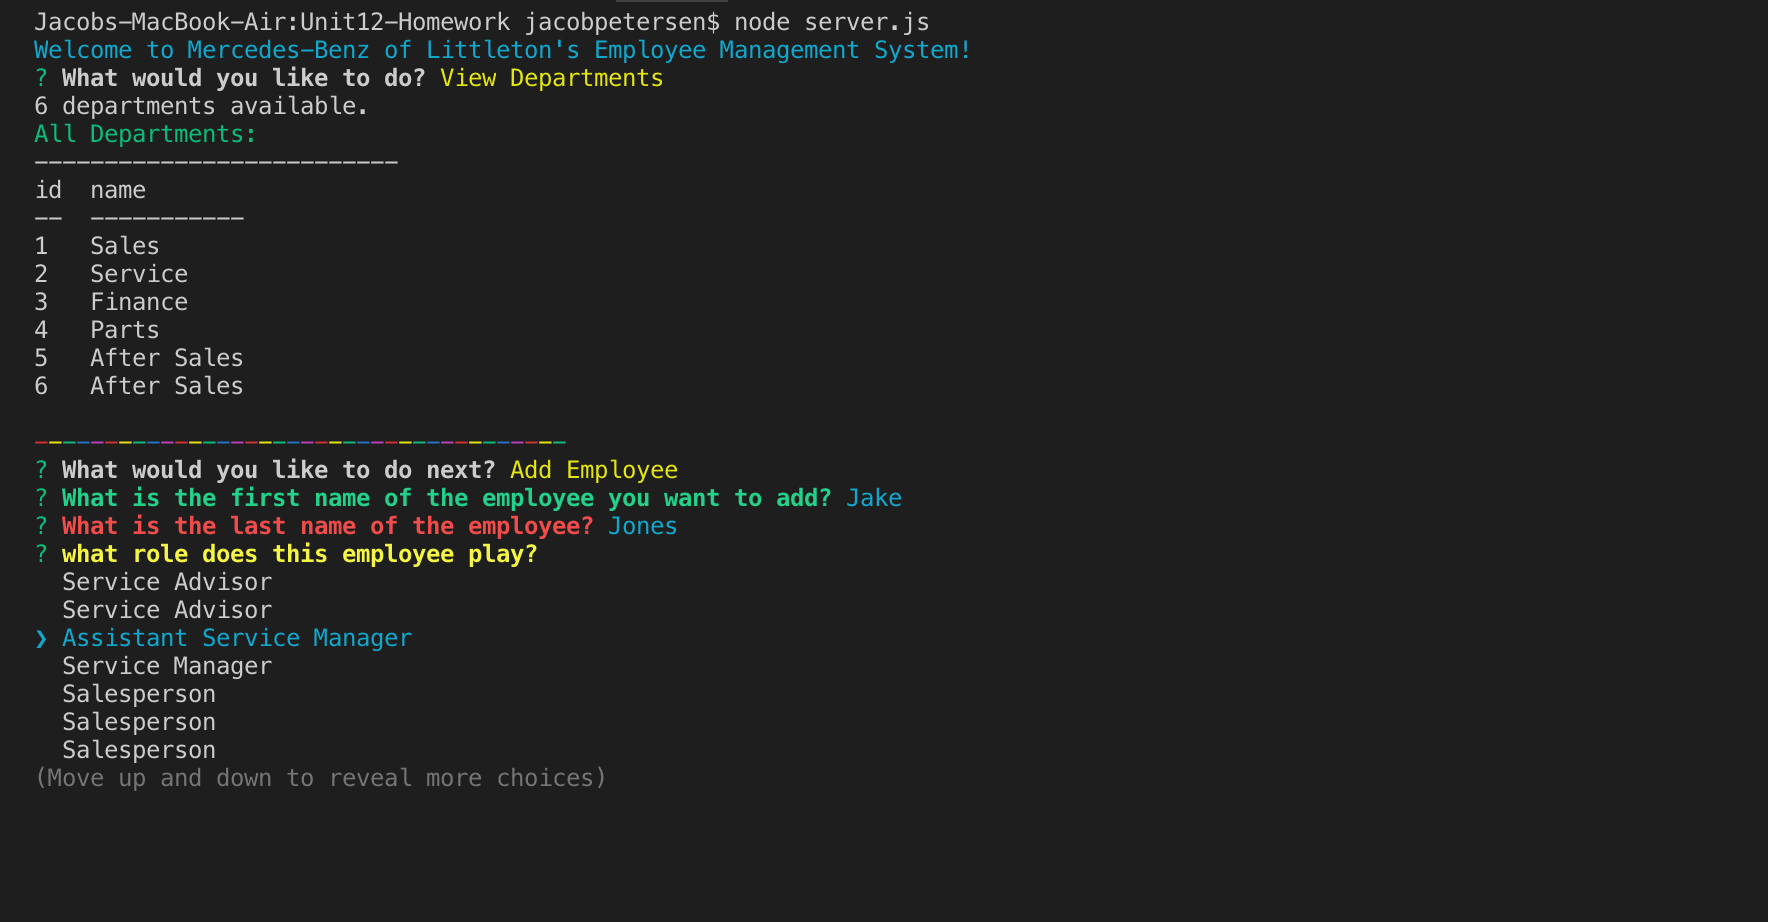 Jacobs-MacBook-Air:Unit12-Homework jacobpetersen$ node server.js
Welcome to Mercedes-Benz of Littleton's Employee Management System!
? What would you like to do? View Departments
6 departments available.
All Departments:
--------------------------
id  name
--  -----------
1   Sales
2   Service
3   Finance
4   Parts
5   After Sales
6   After Sales
--------------------------------------
? What would you like to do next? Add Employee
? What is the first name of the employee you want to add? Jake
? What is the last name of the employee? Jones
? what role does this employee play?
  Service Advisor
  Service Advisor
❯ Assistant Service Manager
  Service Manager
  Salesperson
  Salesperson
  Salesperson
(Move up and down to reveal more choices)